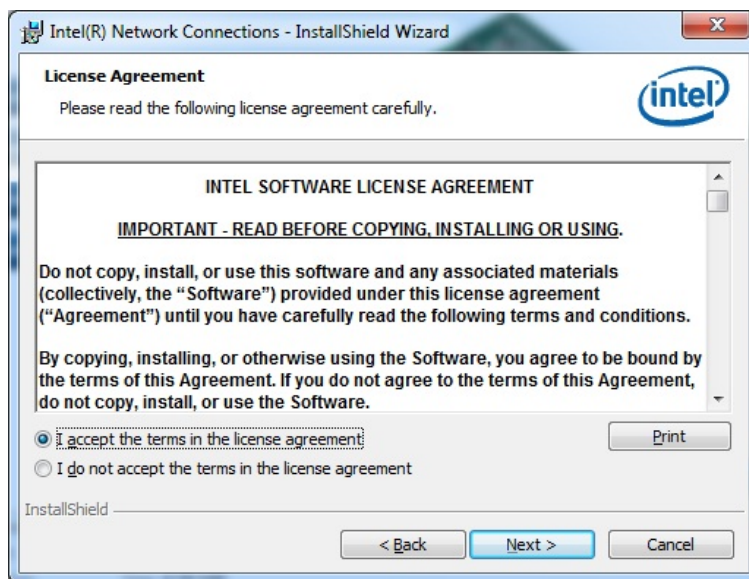 Intel(R) Network Connections - InstallShield Wizard
License Agreement
Please read the following license agreement carefully.
intel
INTEL SOFTWARE LICENSE AGREEMENT
IMPORTANT - READ BEFORE COPYING, INSTALLING OR USING.
Do not copy, install, or use this software and any associated materials
(collectively, the “Software”) provided under this license agreement
(“Agreement”) until you have carefully read the following terms and conditions.
By copying, installing, or otherwise using the Software, you agree to be bound by
the terms of this Agreement. If you do not agree to the terms of this Agreement,
do not copy, install, or use the Software.
I accept the terms in the license agreement
Print
I do not accept the terms in the license agreement
InstallShield
< Back
Next >
Cancel